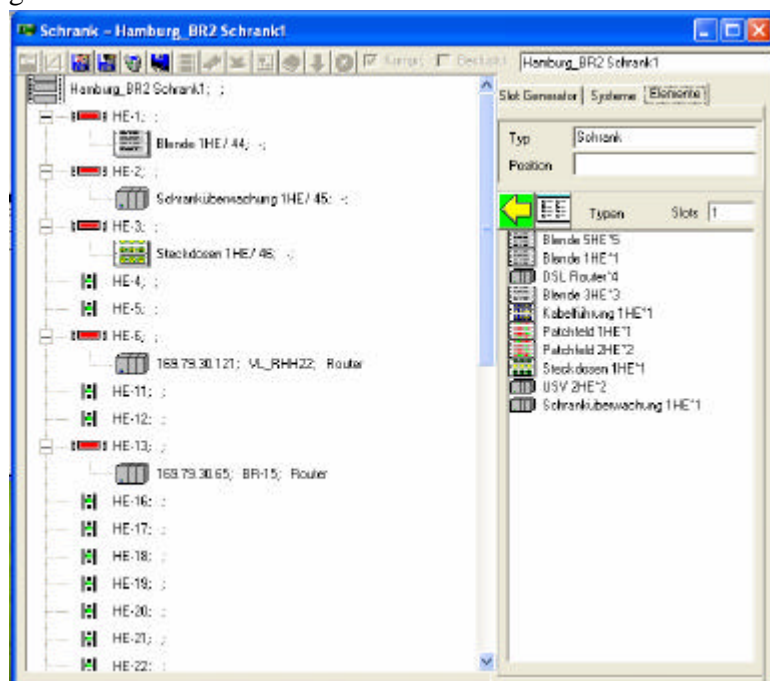 g
Schrank - Hamburg_BR2 Schrank1
Hamburg_BR2 Schrank1
Hamburg_BR2 Schrank1; ;
HE-1; ;
Blende 1HE/ 44; -;
HE-2; ;
Schranküberwachung 1HE/ 45; -;
HE-3; ;
Steckdosen 1HE/ 46; -;
HE-4; ;
HE-5; ;
HE-6; ;
169.79.30.121; VL_RHH22; Router
HE-11; ;
HE-12; ;
HE-13; ;
169.79.30.65; BR-15; Router
HE-16; ;
HE-17; ;
HE-18; ;
HE-19; ;
HE-20; ;
HE-21; ;
HE-22; ;
Slot Generator Systeme Elemente
Typ Schrank
Position
Typen Slots 1
Blende 5HE*5
Blende 1HE*1
DSL Router*4
Blende 3HE*3
Kabelführung 1HE*1
Patchfeld 1HE*1
Patchfeld 2HE*2
Steckdosen 1HE*1
USV 2HE*2
Schranküberwachung 1HE*1